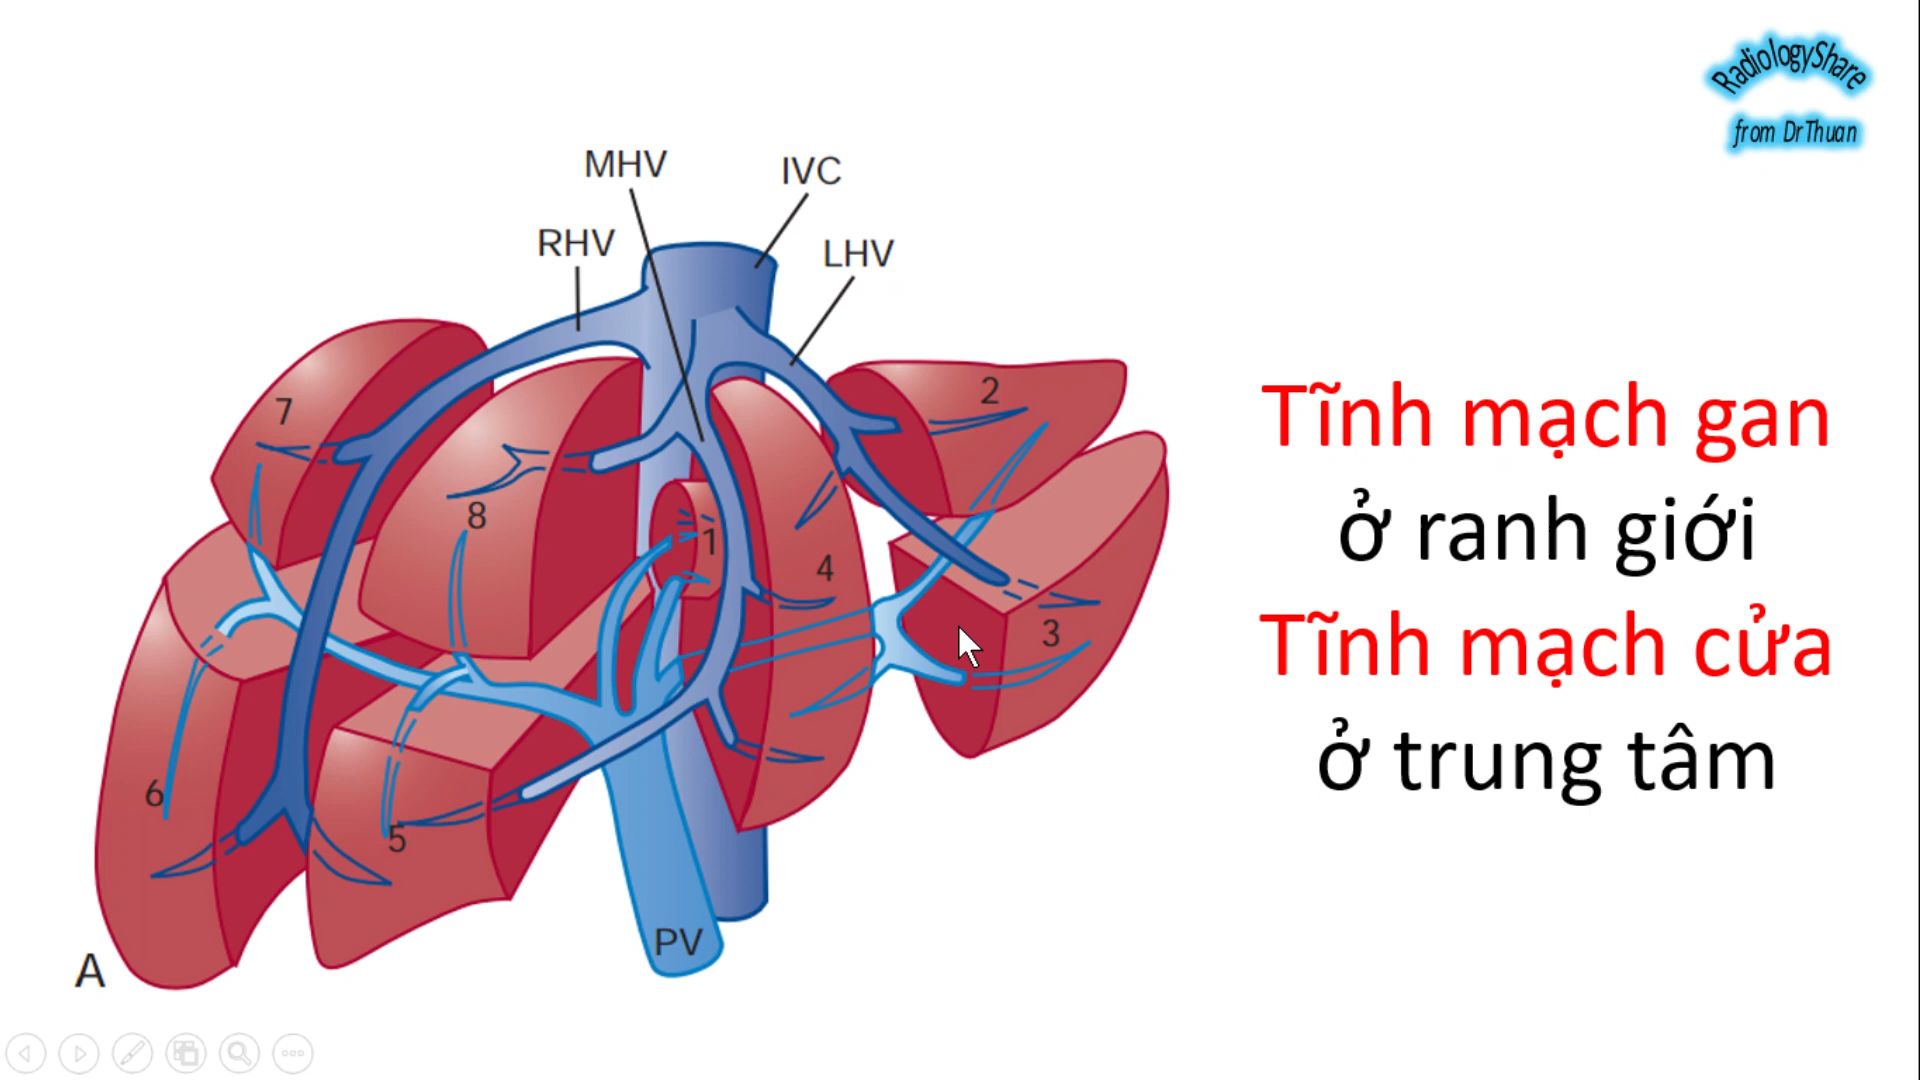 RadiologyShare
from DrThuan
MHV
IVC
RHV
LHV
7
2
8
1
4
3
6
5
PV
A
Tĩnh mạch gan
ở ranh giới
Tĩnh mạch cửa
ở trung tâm